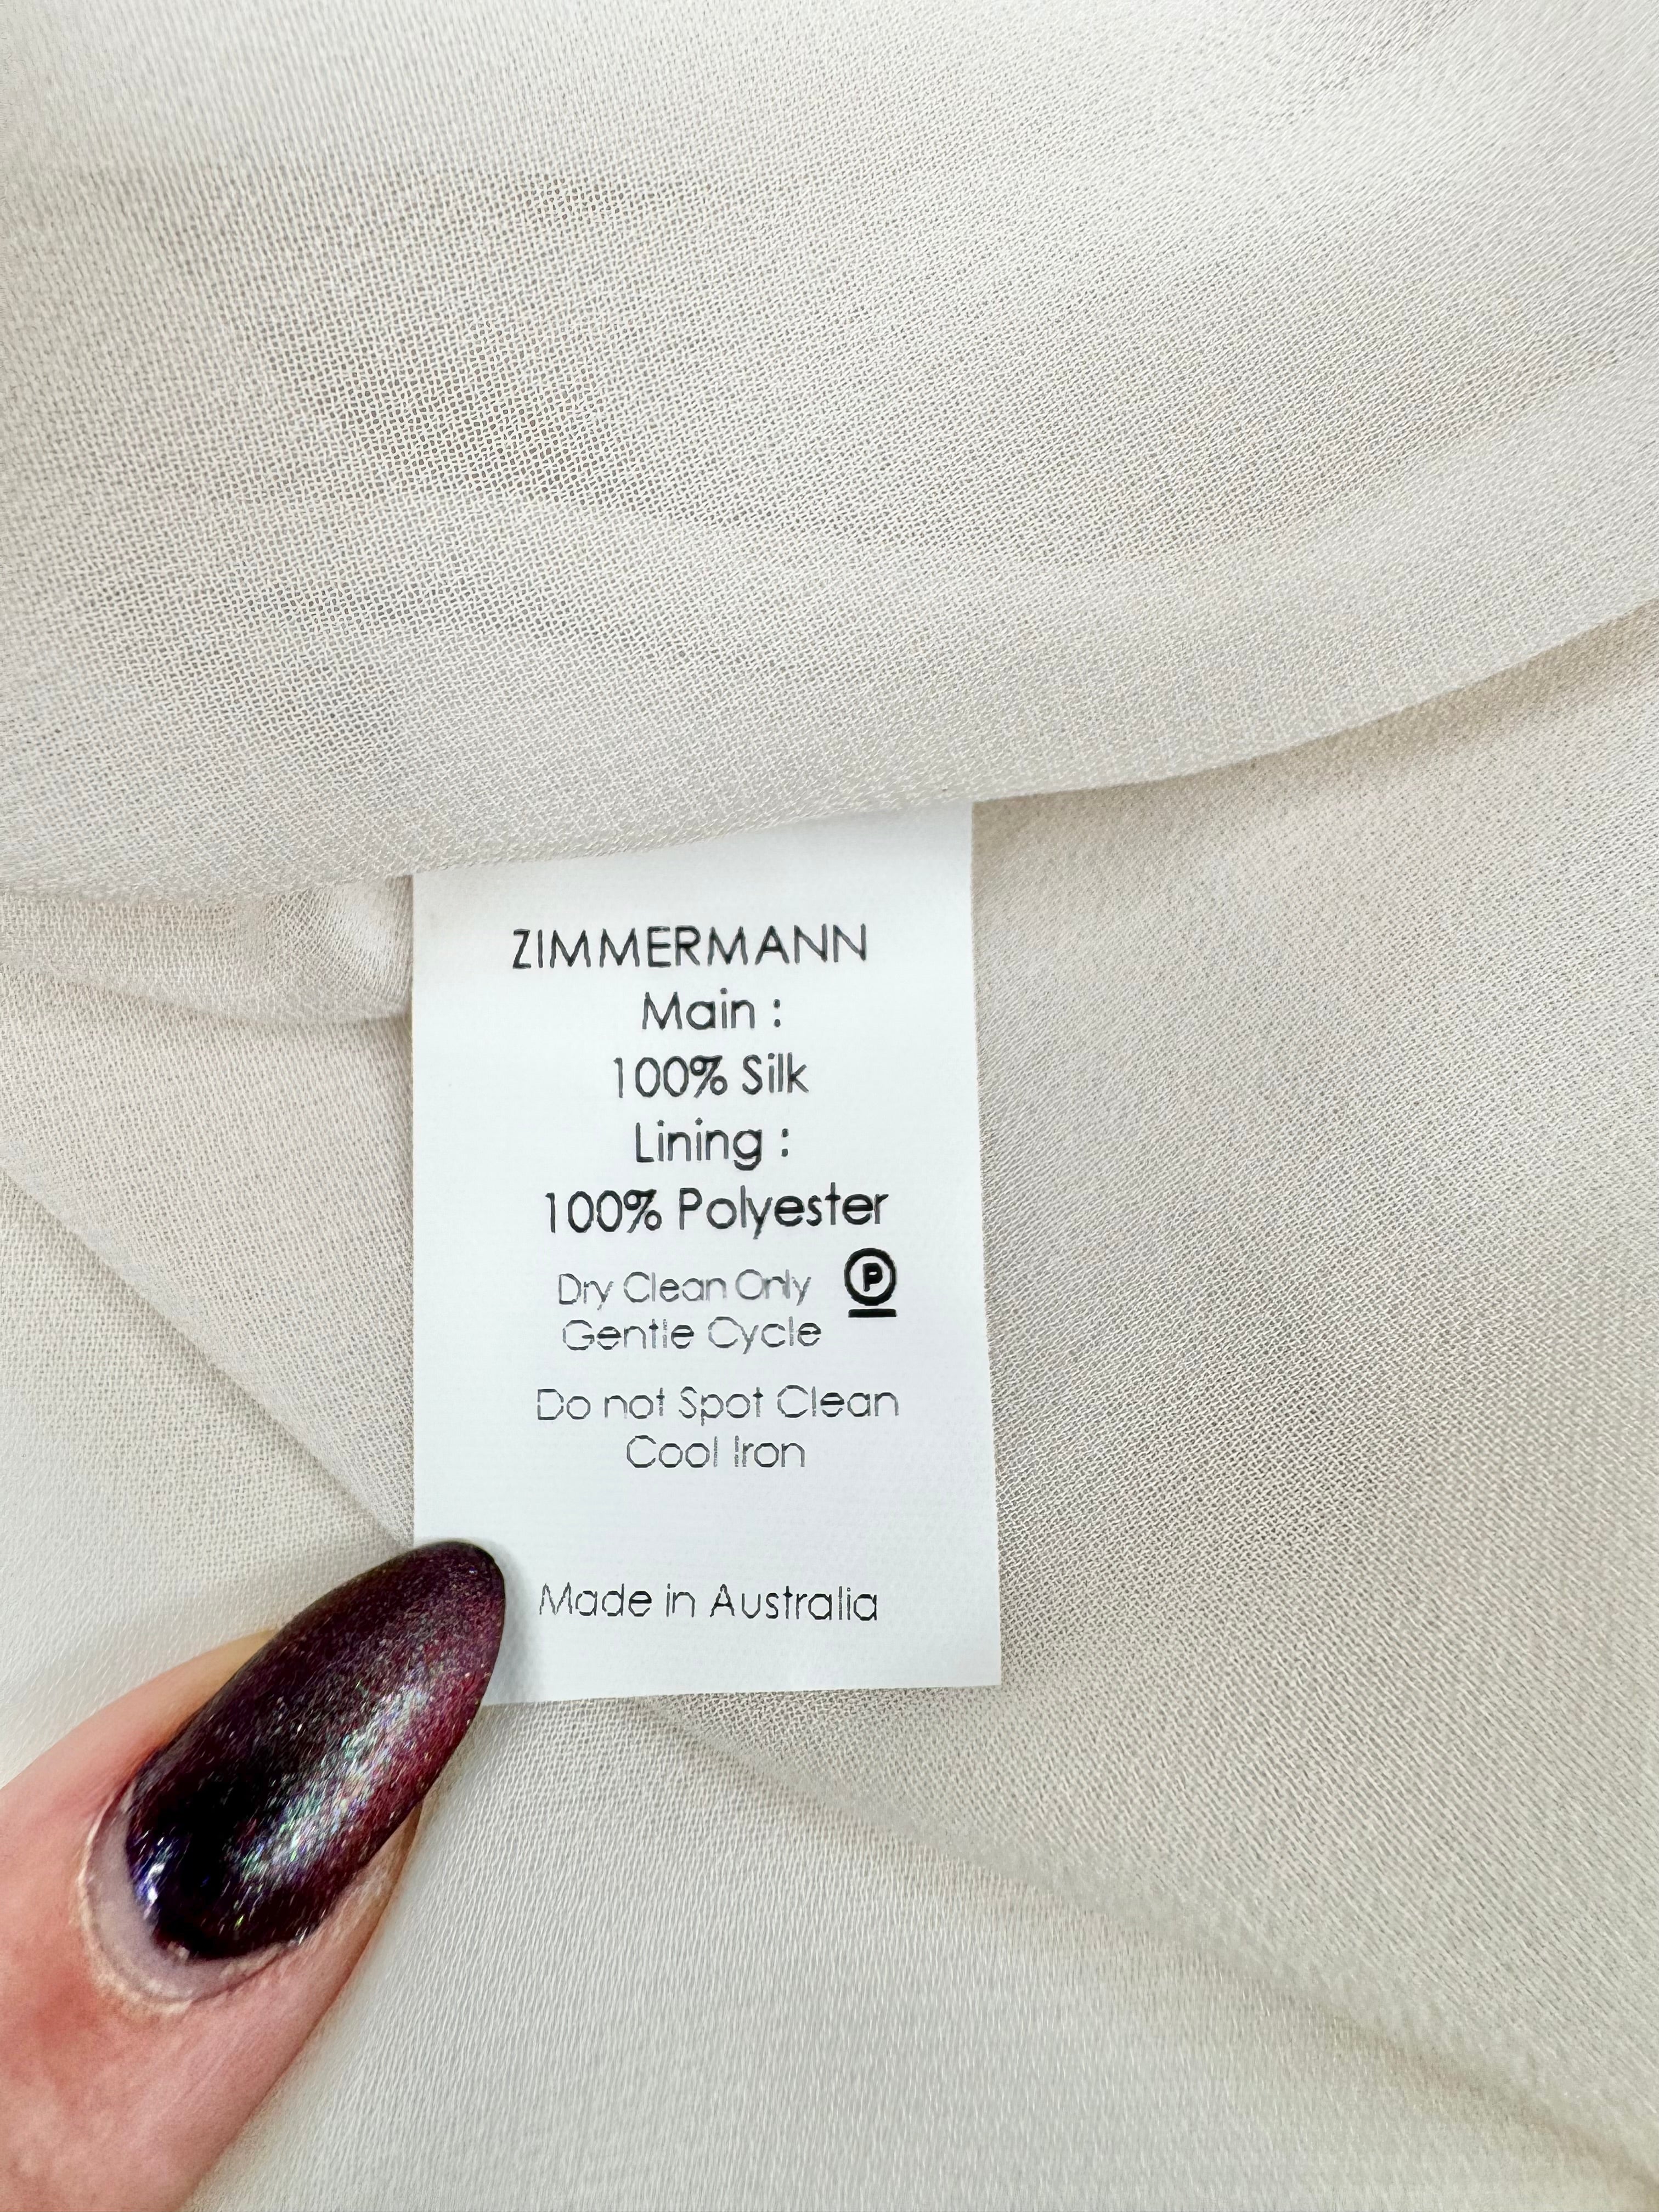 ZIMMERMANN
Main :
100% Silk
Lining :
100% Polyester
Dry Clean Only P
Gentle Cycle
Do not Spot Clean
Cool Iron
Made in Australia